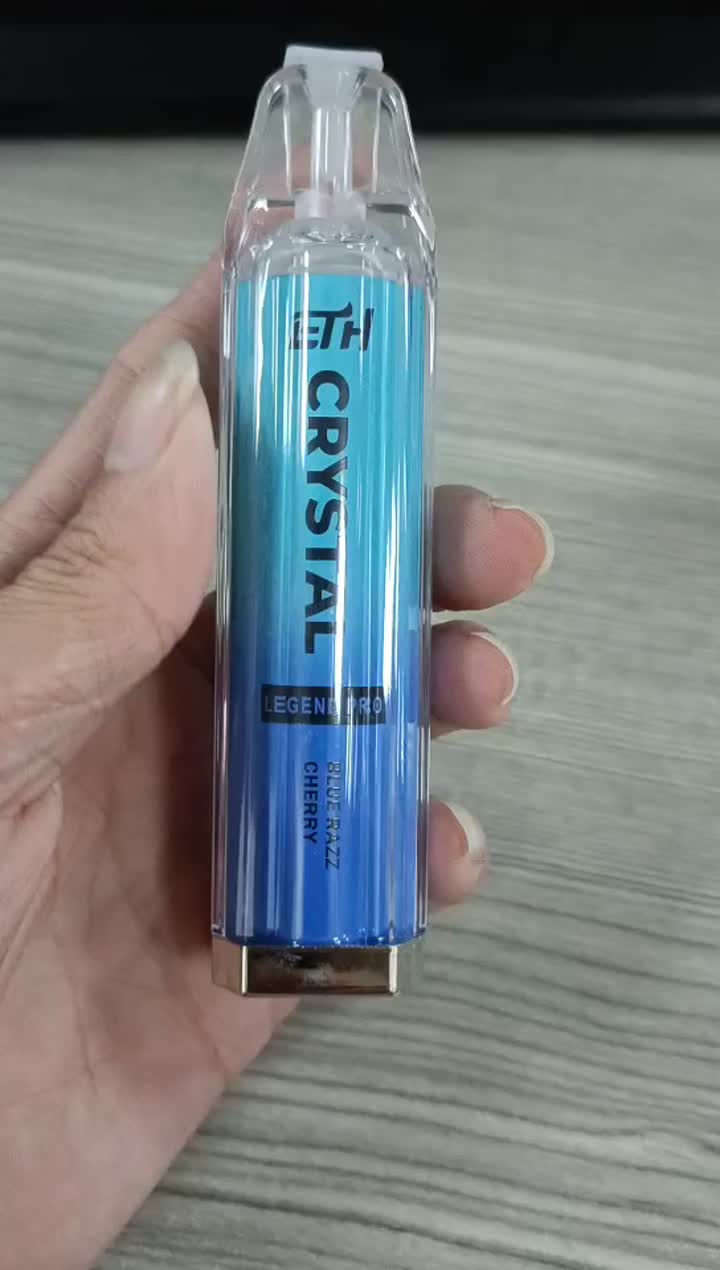 ETH
CRYSTAL
LEGEND PRO
BLUE RAZZ
CHERRY